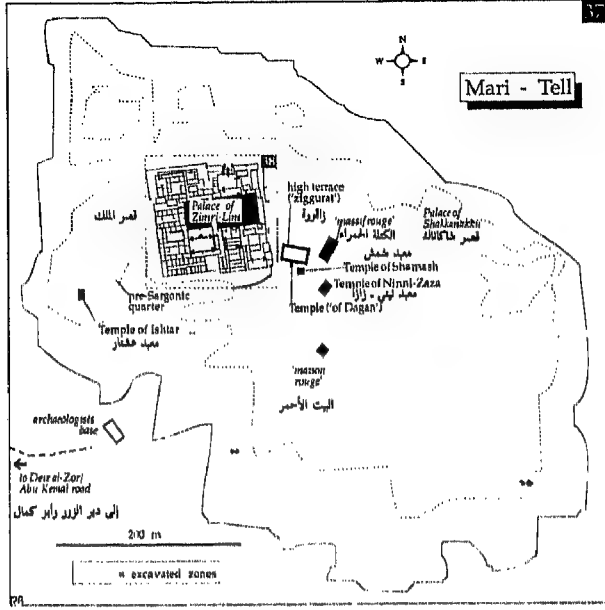 37
N
W E
S
Mari - Tell
38
Palace of
Zimri-Lim
قصر الملك
high terrace
('ziggurat')
'massif rouge'
الكتلة الحمراء
Palace of
معبد شمش
Temple of Shamash
Temple of Ninni-Zaza
Temple ('of Dagan')
pre-Sargonic
quarter
Temple of Ishtar
معبد عشتار
'maison
rouge'
البيت الأحمر
archaeologists
base
to Deir al-Zor/
Abu Kemal road
إلى دير الزور وأبو كمال
200 m
= excavated zones